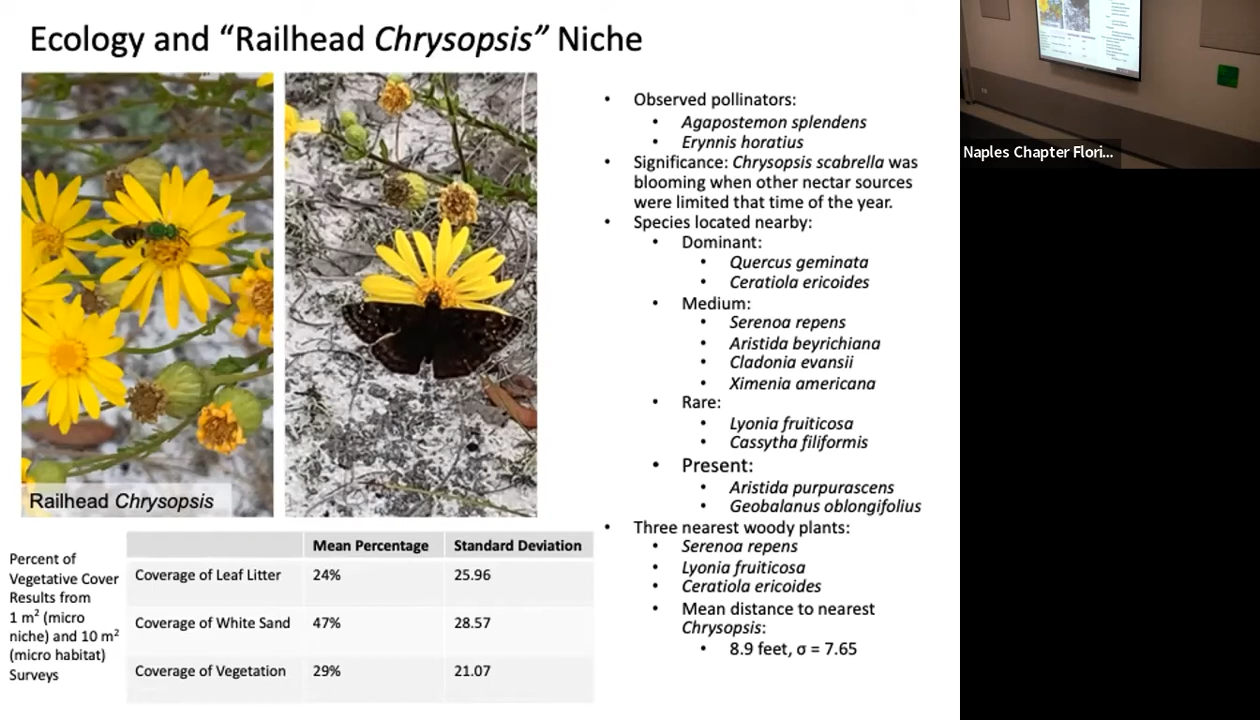 Ecology and “Railhead Chrysopsis” Niche
Railhead Chrysopsis
Percent of
Vegetative Cover
Results from
1 m² (micro
niche) and 10 m²
(micro habitat)
Surveys
Mean Percentage Standard Deviation
Coverage of Leaf Litter 24% 25.96
Coverage of White Sand 47% 28.57
Coverage of Vegetation 29% 21.07
• Observed pollinators:
• Agapostemon splendens
• Erynnis horatius
• Significance: Chrysopsis scabrella was
blooming when other nectar sources
were limited that time of the year.
• Species located nearby:
• Dominant:
• Quercus geminata
• Ceratiola ericoides
• Medium:
• Serenoa repens
• Aristida beyrichiana
• Cladonia evansii
• Ximenia americana
• Rare:
• Lyonia fruiticosa
• Cassytha filiformis
• Present:
• Aristida purpurascens
• Geobalanus oblongifolius
• Three nearest woody plants:
• Serenoa repens
• Lyonia fruiticosa
• Ceratiola ericoides
• Mean distance to nearest
Chrysopsis:
• 8.9 feet, σ = 7.65
Naples Chapter Flori...